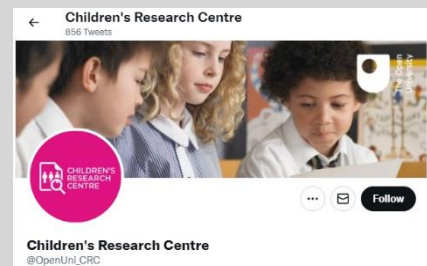 Children's Research Centre
856 Tweets
The Open
University
CHILDREN'S
RESEARCH
CENTRE
Follow
Children's Research Centre
@OpenUni_CRC